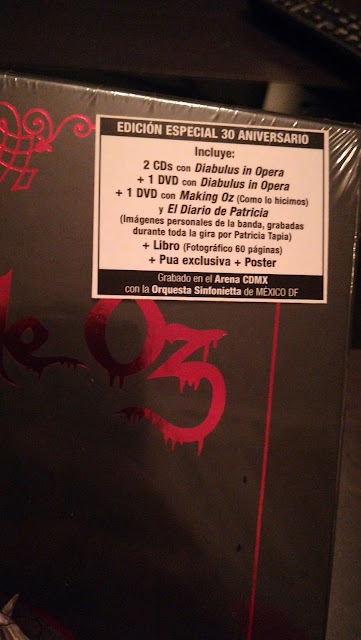 EDICIÓN ESPECIAL 30 ANIVERSARIO
Incluye:
2 CDs con Diabulus in Opera
+ 1 DVD con Diabulus in Opera
+ 1 DVD con Making Oz (Como lo hicimos)
y El Diario de Patricia
(Imágenes personales de la banda, grabadas
durante toda la gira por Patricia Tapia)
+ Libro (Fotográfico 60 páginas)
+ Pua exclusiva + Poster
Grabado en el Arena CDMX
con la Orquesta Sinfonietta de MÉXICO DF
de Oz